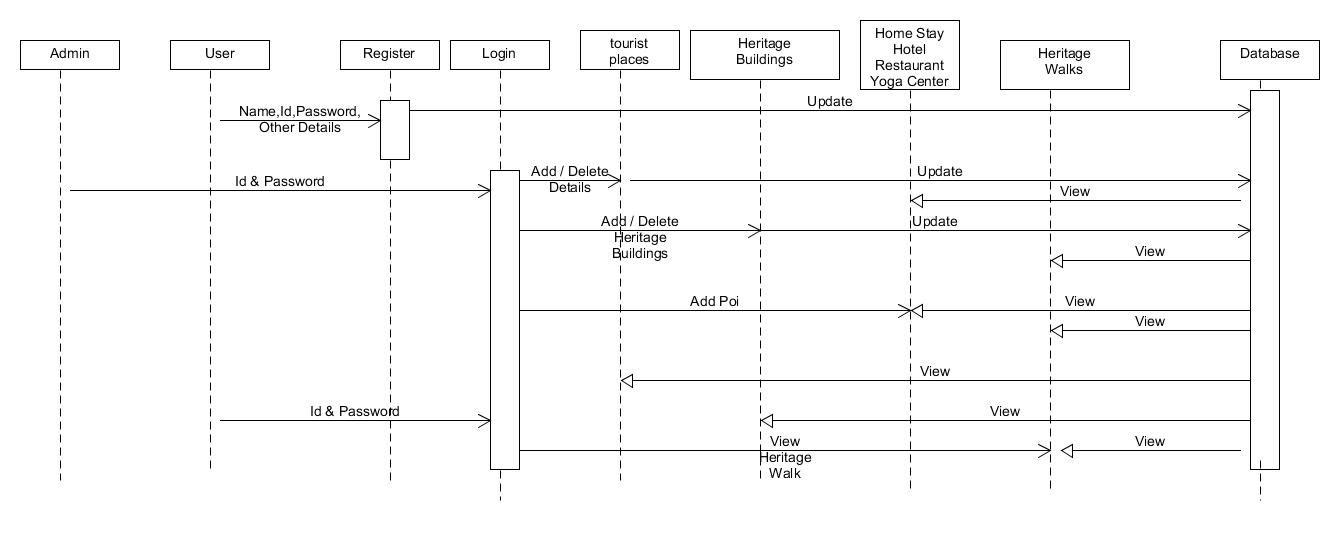 Admin
User
Register
Login
tourist
places
Heritage
Buildings
Home Stay
Hotel
Restaurant
Yoga Center
Heritage
Walks
Database
Name,Id,Password,
Other Details
Update
Id & Password
Add / Delete
Details
Update
View
Add / Delete
Heritage
Buildings
Update
View
Add Poi
View
View
View
Id & Password
View
View
Heritage
Walk
View